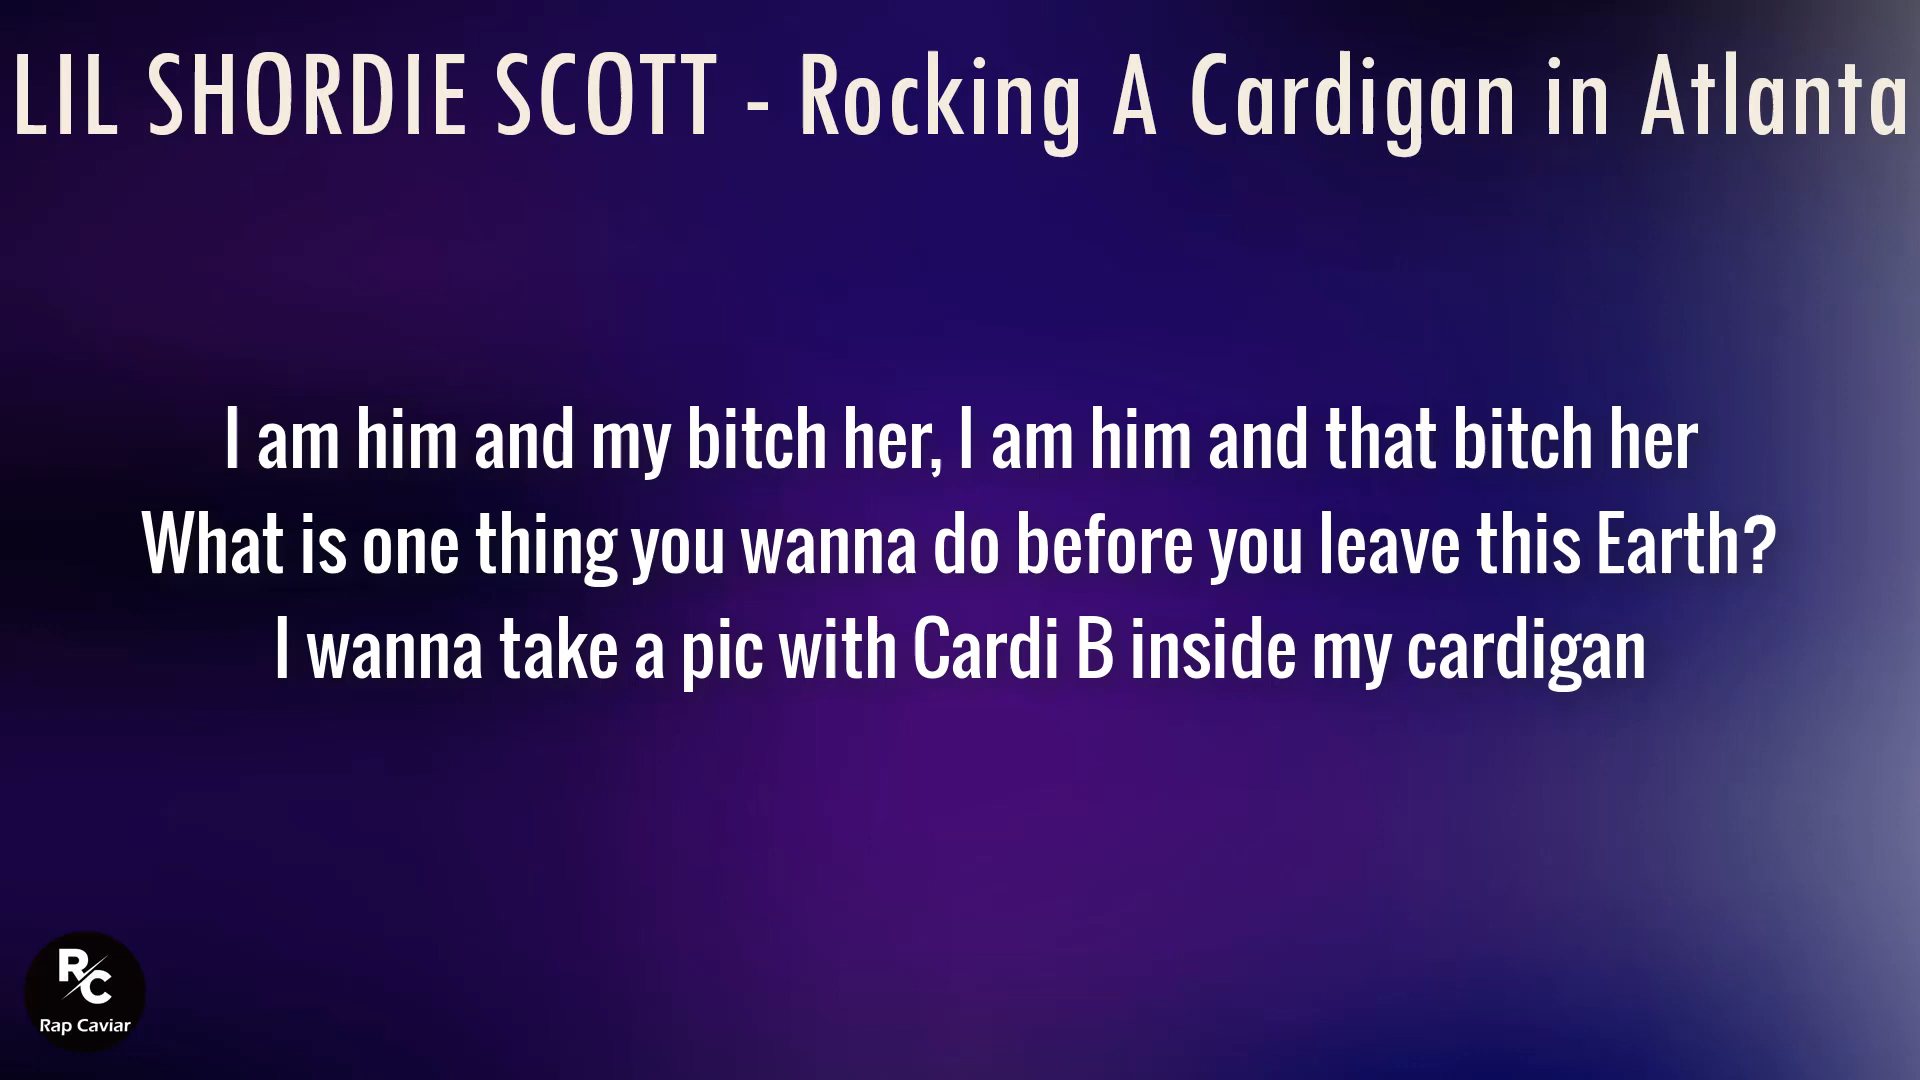 LIL SHORDIE SCOTT - Rocking A Cardigan in Atlanta
I am him and my bitch her, I am him and that bitch her
What is one thing you wanna do before you leave this Earth?
I wanna take a pic with Cardi B inside my cardigan
R/C
Rap Caviar